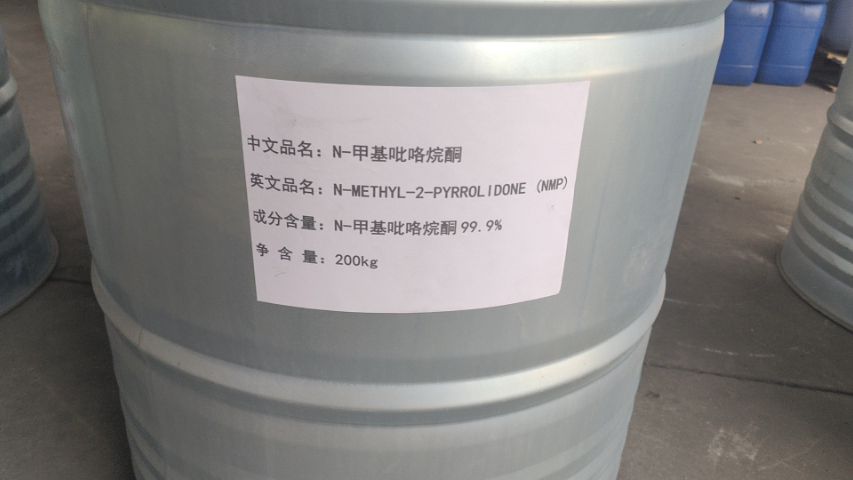 中文品名：N-甲基吡咯烷酮
英文品名：N-METHYL-2-PYRROLIDONE (NMP)
成分含量：N-甲基吡咯烷酮99.9%
争 含 量：200kg